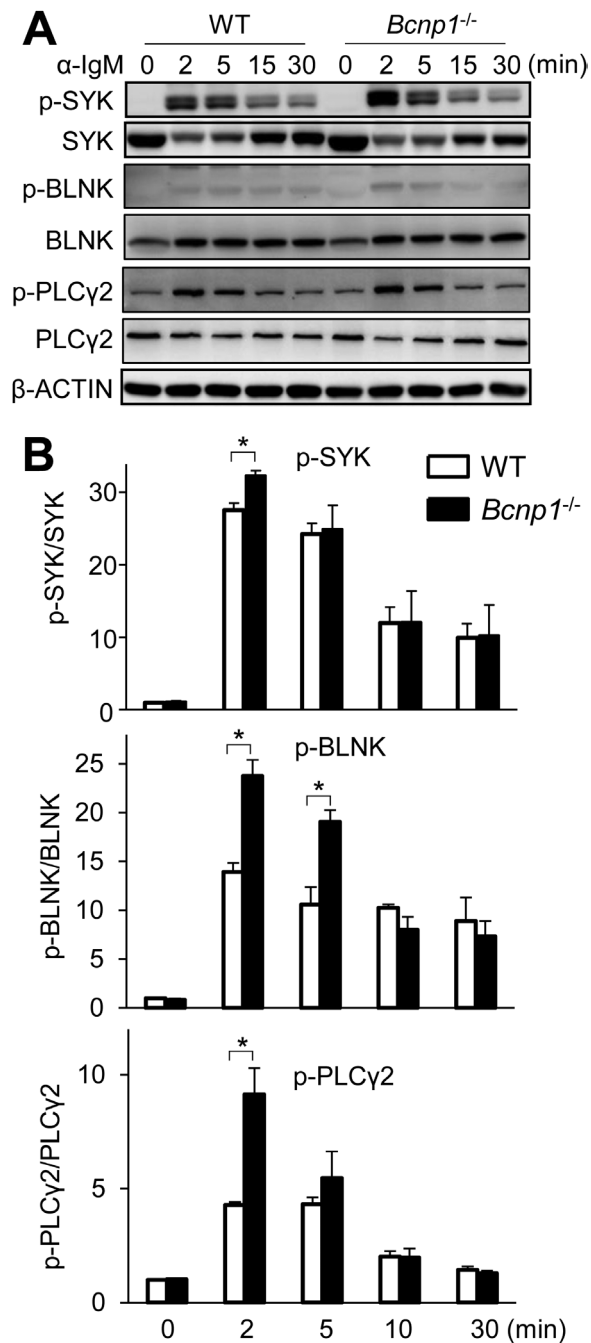 A
WT Bcnp1-/-
α-IgM 0 2 5 15 30 0 2 5 15 30 (min)
p-SYK
SYK
p-BLNK
BLNK
p-PLCγ2
PLCγ2
β-ACTIN
B
* p-SYK
WT
Bcnp1-/-
p-SYK/SYK
30
20
10
0
* p-BLNK
*
p-BLNK/BLNK
25
20
15
10
5
0
* p-PLCγ2
p-PLCγ2/PLCγ2
10
5
0
0 2 5 10 30 (min)